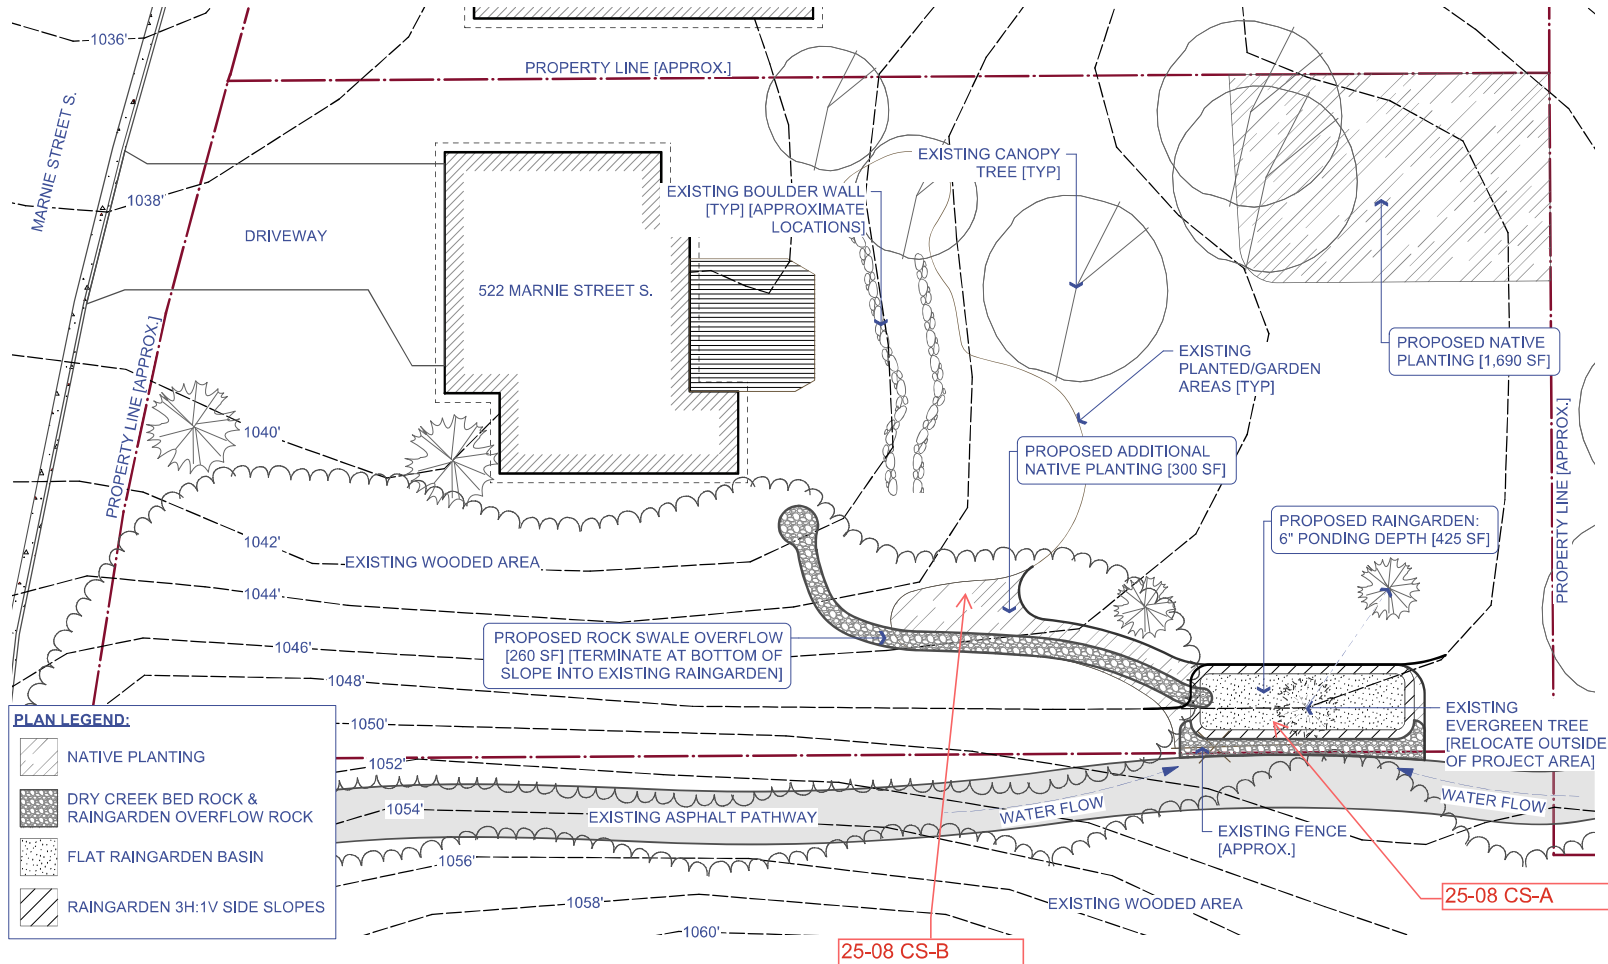 1036'
PROPERTY LINE [APPROX.]
MARNIE STREET S.
1038'
DRIVEWAY
EXISTING CANOPY
TREE [TYP]
EXISTING BOULDER WALL
[TYP] [APPROXIMATE
LOCATIONS]
522 MARNIE STREET S.
PROPOSED NATIVE
PLANTING [1,690 SF]
EXISTING
PLANTED/GARDEN
AREAS [TYP]
PROPERTY LINE [APPROX.]
1040'
PROPOSED ADDITIONAL
NATIVE PLANTING [300 SF]
PROPERTY LINE [APPROX.]
PROPOSED RAINGARDEN:
6" PONDING DEPTH [425 SF]
1042'
EXISTING WOODED AREA
1044'
PROPOSED ROCK SWALE OVERFLOW
[260 SF] [TERMINATE AT BOTTOM OF
SLOPE INTO EXISTING RAINGARDEN]
1046'
1048'
1050'
EXISTING
EVERGREEN TREE
[RELOCATE OUTSIDE
OF PROJECT AREA]
1052'
1054'
EXISTING ASPHALT PATHWAY
WATER FLOW
WATER FLOW
EXISTING FENCE
[APPROX.]
1056'
1058'
EXISTING WOODED AREA
1060'
PLAN LEGEND:
NATIVE PLANTING
DRY CREEK BED ROCK &
RAINGARDEN OVERFLOW ROCK
FLAT RAINGARDEN BASIN
RAINGARDEN 3H:1V SIDE SLOPES
25-08 CS-A
25-08 CS-B